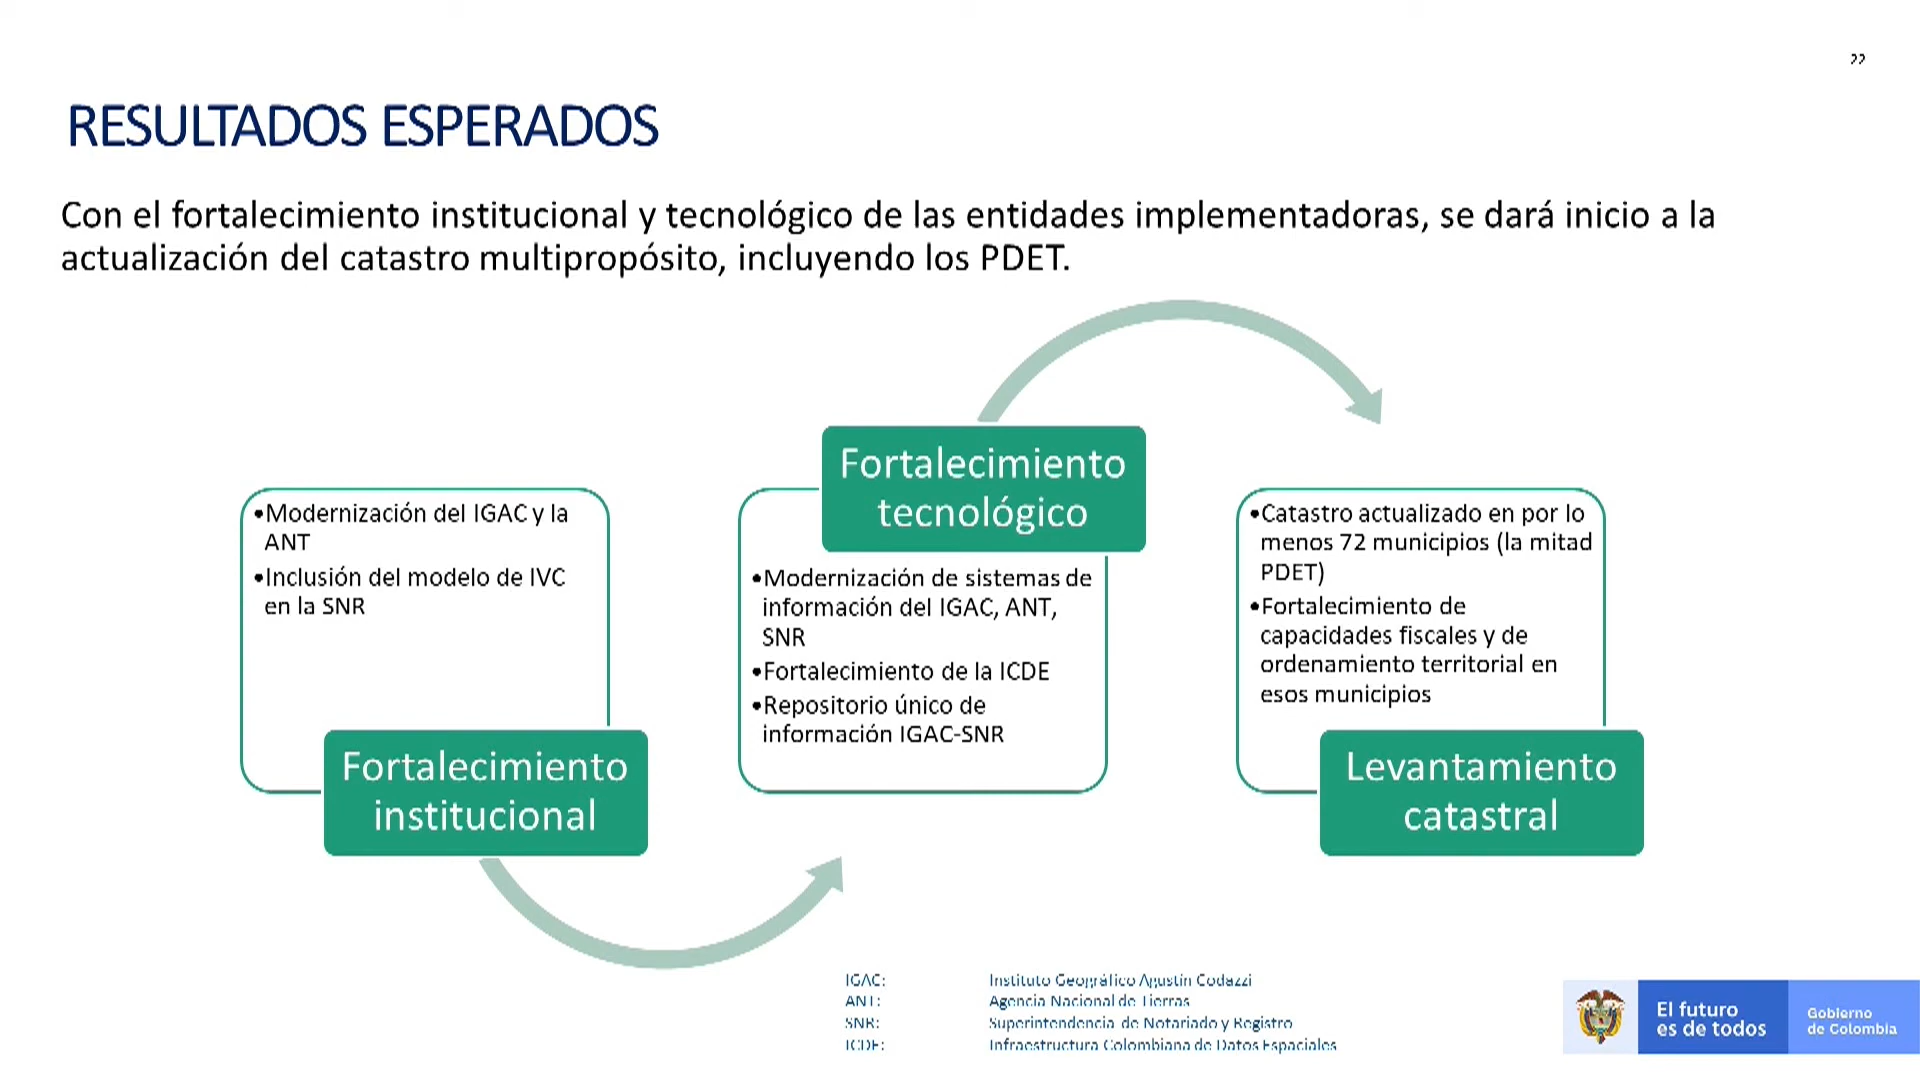 22
RESULTADOS ESPERADOS
Con el fortalecimiento institucional y tecnológico de las entidades implementadoras, se dará inicio a la
actualización del catastro multipropósito, incluyendo los PDET.
•Modernización del IGAC y la
ANT
•Inclusión del modelo de IVC
en la SNR
Fortalecimiento
institucional
Fortalecimiento
tecnológico
•Modernización de sistemas de
información del IGAC, ANT,
SNR
•Fortalecimiento de la ICDE
•Repositorio único de
información IGAC-SNR
•Catastro actualizado en por lo
menos 72 municipios (la mitad
PDET)
•Fortalecimiento de
capacidades fiscales y de
ordenamiento territorial en
esos municipios
Levantamiento
catastral
IGAC: Instituto Geográfico Agustín Codazzi
ANT: Agencia Nacional de Tierras
SNR: Superintendencia de Notariado y Registro
ICDE: Infraestructura Colombiana de Datos Espaciales
El futuro
es de todos
Gobierno
de Colombia